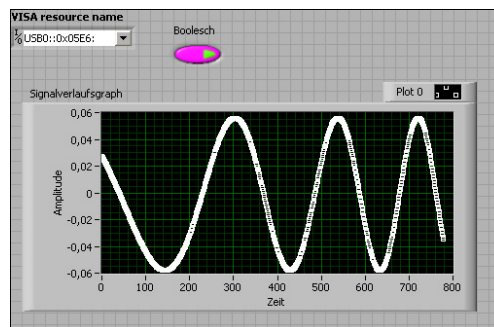 VISA resource name
I/% USB0::0x05E6:
Boolesch
Plot 0
Signalverlaufsgraph
0,06
0,04
0,02
0
-0,02
-0,04
-0,06
Amplitude
0 100 200 300 400 500 600 700 800
Zeit